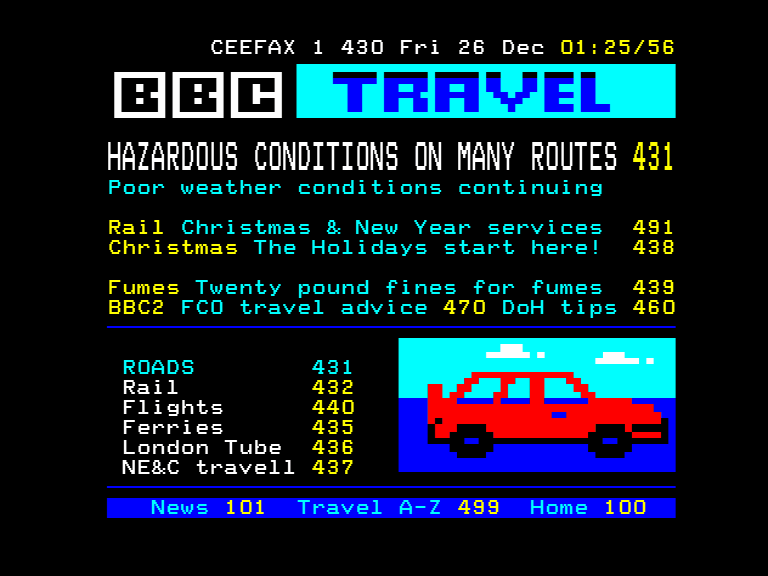 CEEFAX 1 430 Fri 26 Dec 01:25/56
BBC TRAVEL
HAZARDOUS CONDITIONS ON MANY ROUTES 431
Poor weather conditions continuing
Rail Christmas & New Year services 491
Christmas The Holidays start here! 438
Fumes Twenty pound fines for fumes 439
BBC2 FCO travel advice 470 DoH tips 460
ROADS 431
Rail 432
Flights 440
Ferries 435
London Tube 436
NE&C travell 437
News 101 Travel A-Z 499 Home 100